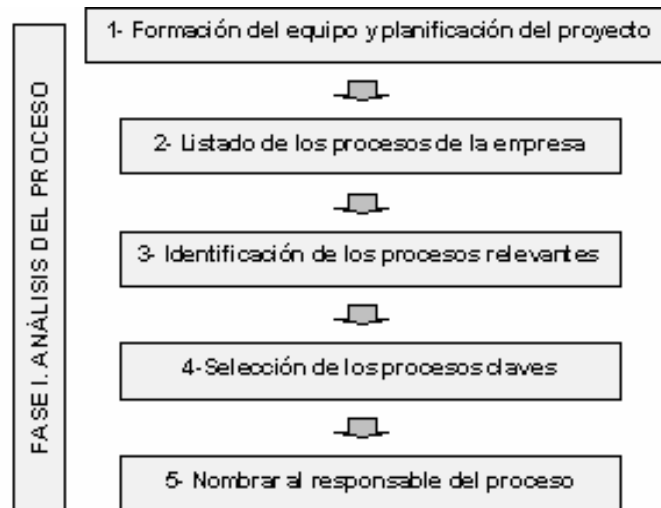 FASE I. ANÁLISIS DEL PROCESO
1- Formación del equipo y planificación del proyecto
2- Listado de los procesos de la empresa
3- Identificación de los procesos relevantes
4-Selección de los procesos claves
5- Nombrar al responsable del proceso